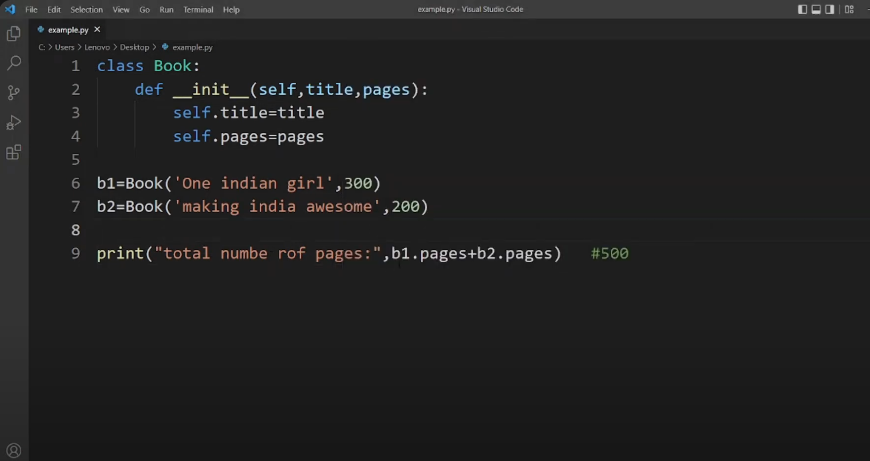 File Edit Selection View Go Run Terminal Help example.py - Visual Studio Code
example.py
C: > Users > Lenovo > Desktop > example.py
1 class Book:
2     def __init__(self,title,pages):
3         self.title=title
4         self.pages=pages
5
6 b1=Book('One indian girl',300)
7 b2=Book('making india awesome',200)
8
9 print("total numbe rof pages:",b1.pages+b2.pages)   #500